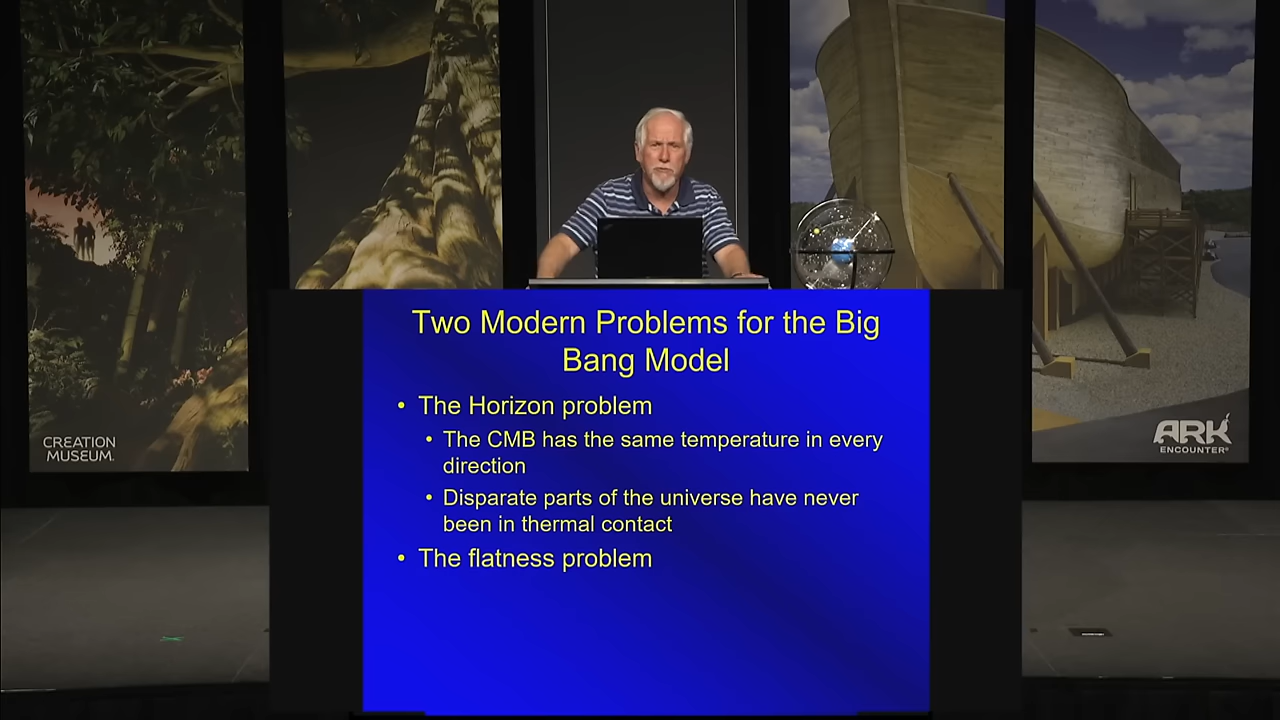 Two Modern Problems for the Big
Bang Model
• The Horizon problem
• The CMB has the same temperature in every
direction
• Disparate parts of the universe have never
been in thermal contact
• The flatness problem
CREATION
MUSEUM.
ARK
ENCOUNTER®